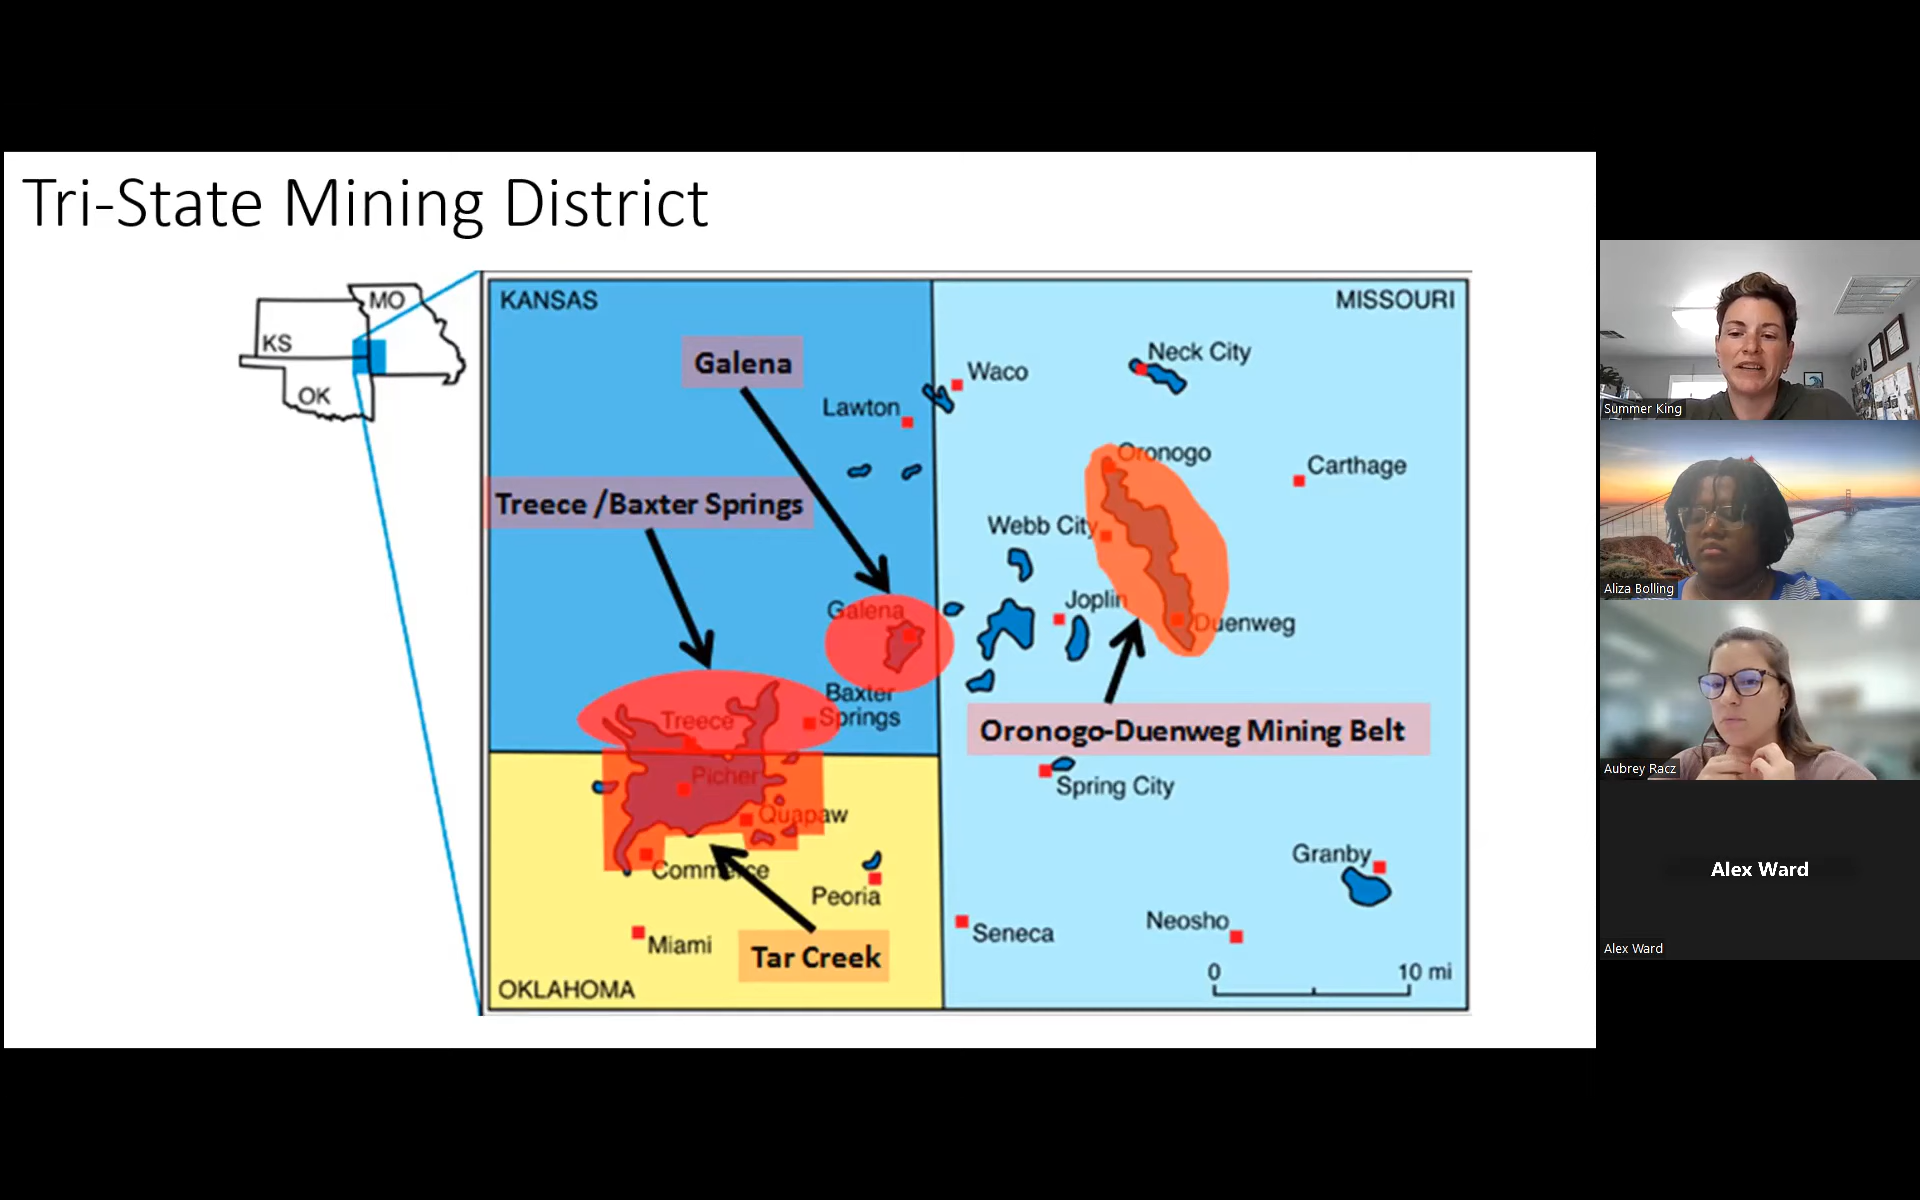 Tri-State Mining District
MO
KS
OK
KANSAS
MISSOURI
Galena
Neck City
Waco
Lawton
Oronogo
Carthage
Treece /Baxter Springs
Webb City
Joplin
Galena
Duenweg
Baxter
Springs
Treece
Oronogo-Duenweg Mining Belt
Picher
Spring City
Quapaw
Commerce
Granby
Peoria
Seneca
Neosho
Miami
Tar Creek
0 10 mi
OKLAHOMA
Summer King
Aliza Bolling
Aubrey Racz
Alex Ward
Alex Ward